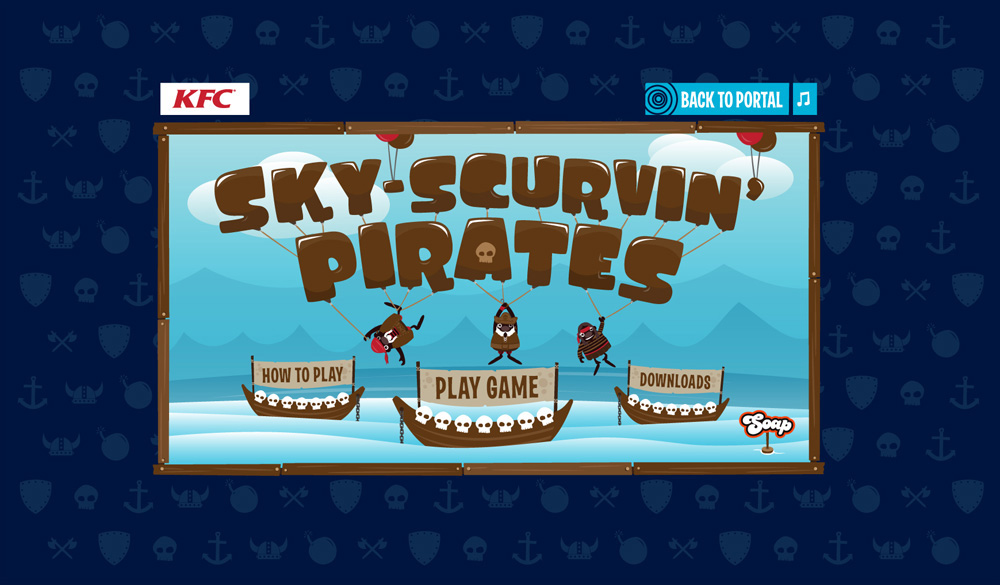 KFC
BACK TO PORTAL
SKY-SCURVIN'
PIRATES
HOW TO PLAY
PLAY GAME
DOWNLOADS
Soap